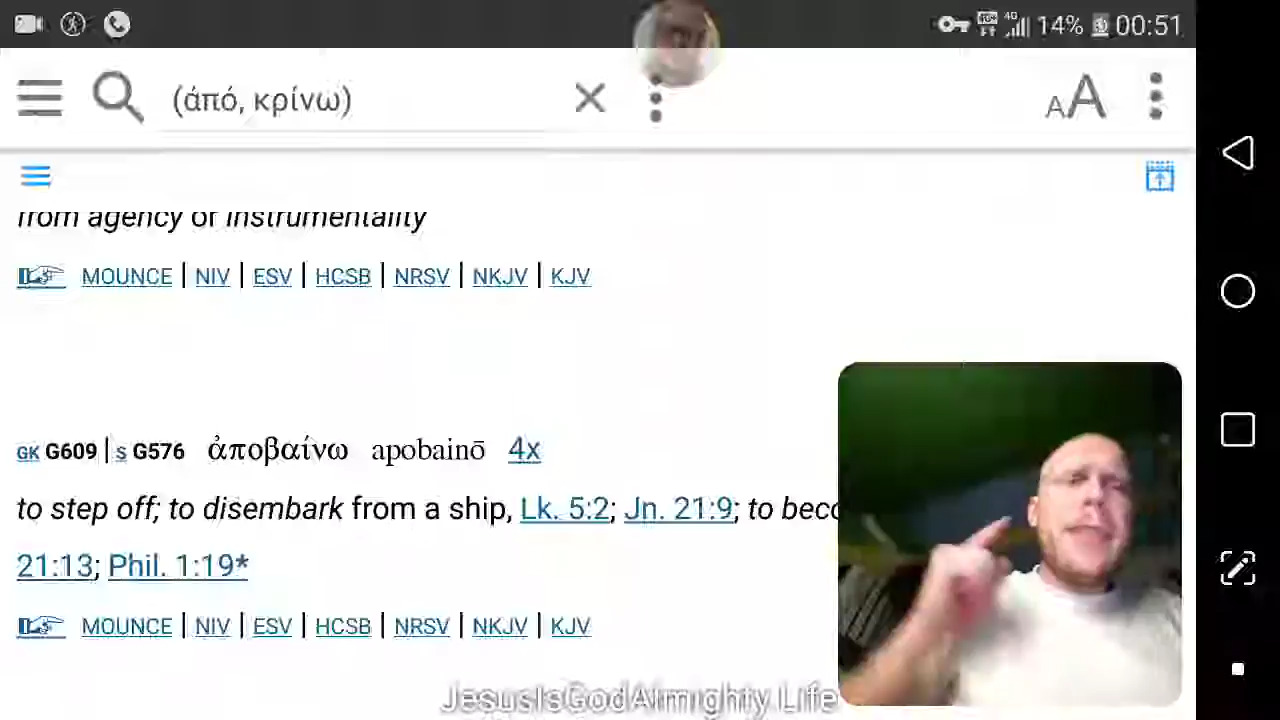 14% 00:51
(ἀπό, κρίνω)
AA
from agency or instrumentality
MOUNCE | NIV | ESV | HCSB | NRSV | NKJV | KJV
GK G609 | S G576 ἀποβαίνω apobainō 4x
to step off; to disembark from a ship, Lk. 5:2; Jn. 21:9; to beco
21:13; Phil. 1:19*
MOUNCE | NIV | ESV | HCSB | NRSV | NKJV | KJV
JesusIsGodAlmighty Life